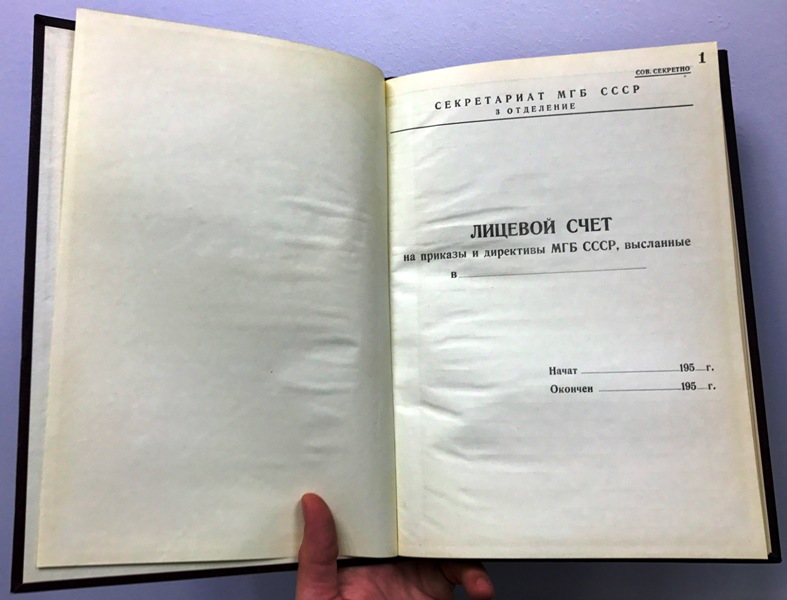 1
СОВ. СЕКРЕТНО
СЕКРЕТАРИАТ МГБ СССР
3 ОТДЕЛЕНИЕ
ЛИЦЕВОЙ СЧЕТ
на приказы и директивы МГБ СССР, высланные
в
Начат 195 г.
Окончен 195 г.